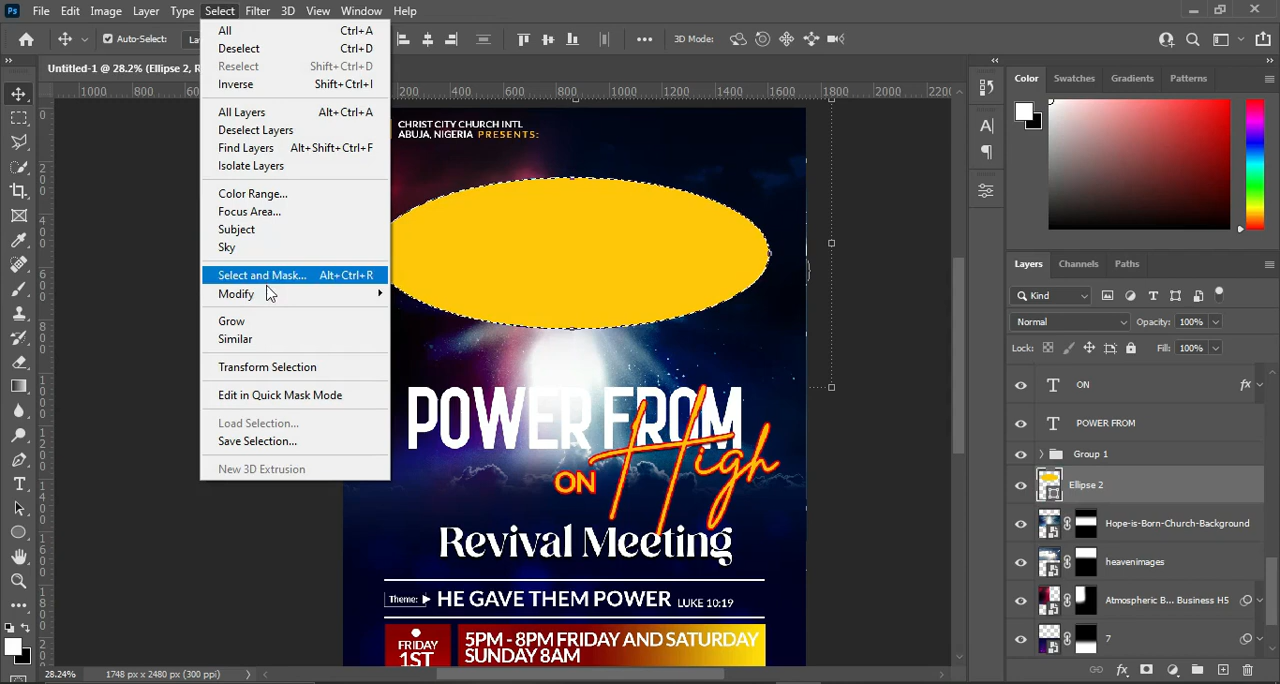 Ps File Edit Image Layer Type Select Filter 3D View Window Help
Auto-Select: 3D Mode:
Untitled-1 @ 28.2% (Ellipse 2, R
All Ctrl+A
Deselect Ctrl+D
Reselect Shift+Ctrl+D
Inverse Shift+Ctrl+I
All Layers Alt+Ctrl+A
Deselect Layers
Find Layers Alt+Shift+Ctrl+F
Isolate Layers
Color Range...
Focus Area...
Subject
Sky
Select and Mask... Alt+Ctrl+R
Modify
Grow
Similar
Transform Selection
Edit in Quick Mask Mode
Load Selection...
Save Selection...
New 3D Extrusion
1000 800 200 400 600 800 1000 1200 1400 1600 1800 2000
CHRIST CITY CHURCH INTL
ABUJA, NIGERIA PRESENTS:
POWER FROM
ON High
Revival Meeting
Theme: HE GAVE THEM POWER LUKE 10:19
FRIDAY
1ST
5PM - 8PM FRIDAY AND SATURDAY
SUNDAY 8AM
Color Swatches Gradients Patterns
Layers Channels Paths
Kind
Normal Opacity: 100%
Lock: Fill: 100%
ON fx
POWER FROM
Group 1
Ellipse 2
Hope-is-Born-Church-Background
heavenimages
Atmospheric B... Business H5
7
28.24% 1748 px x 2480 px (300 ppi)